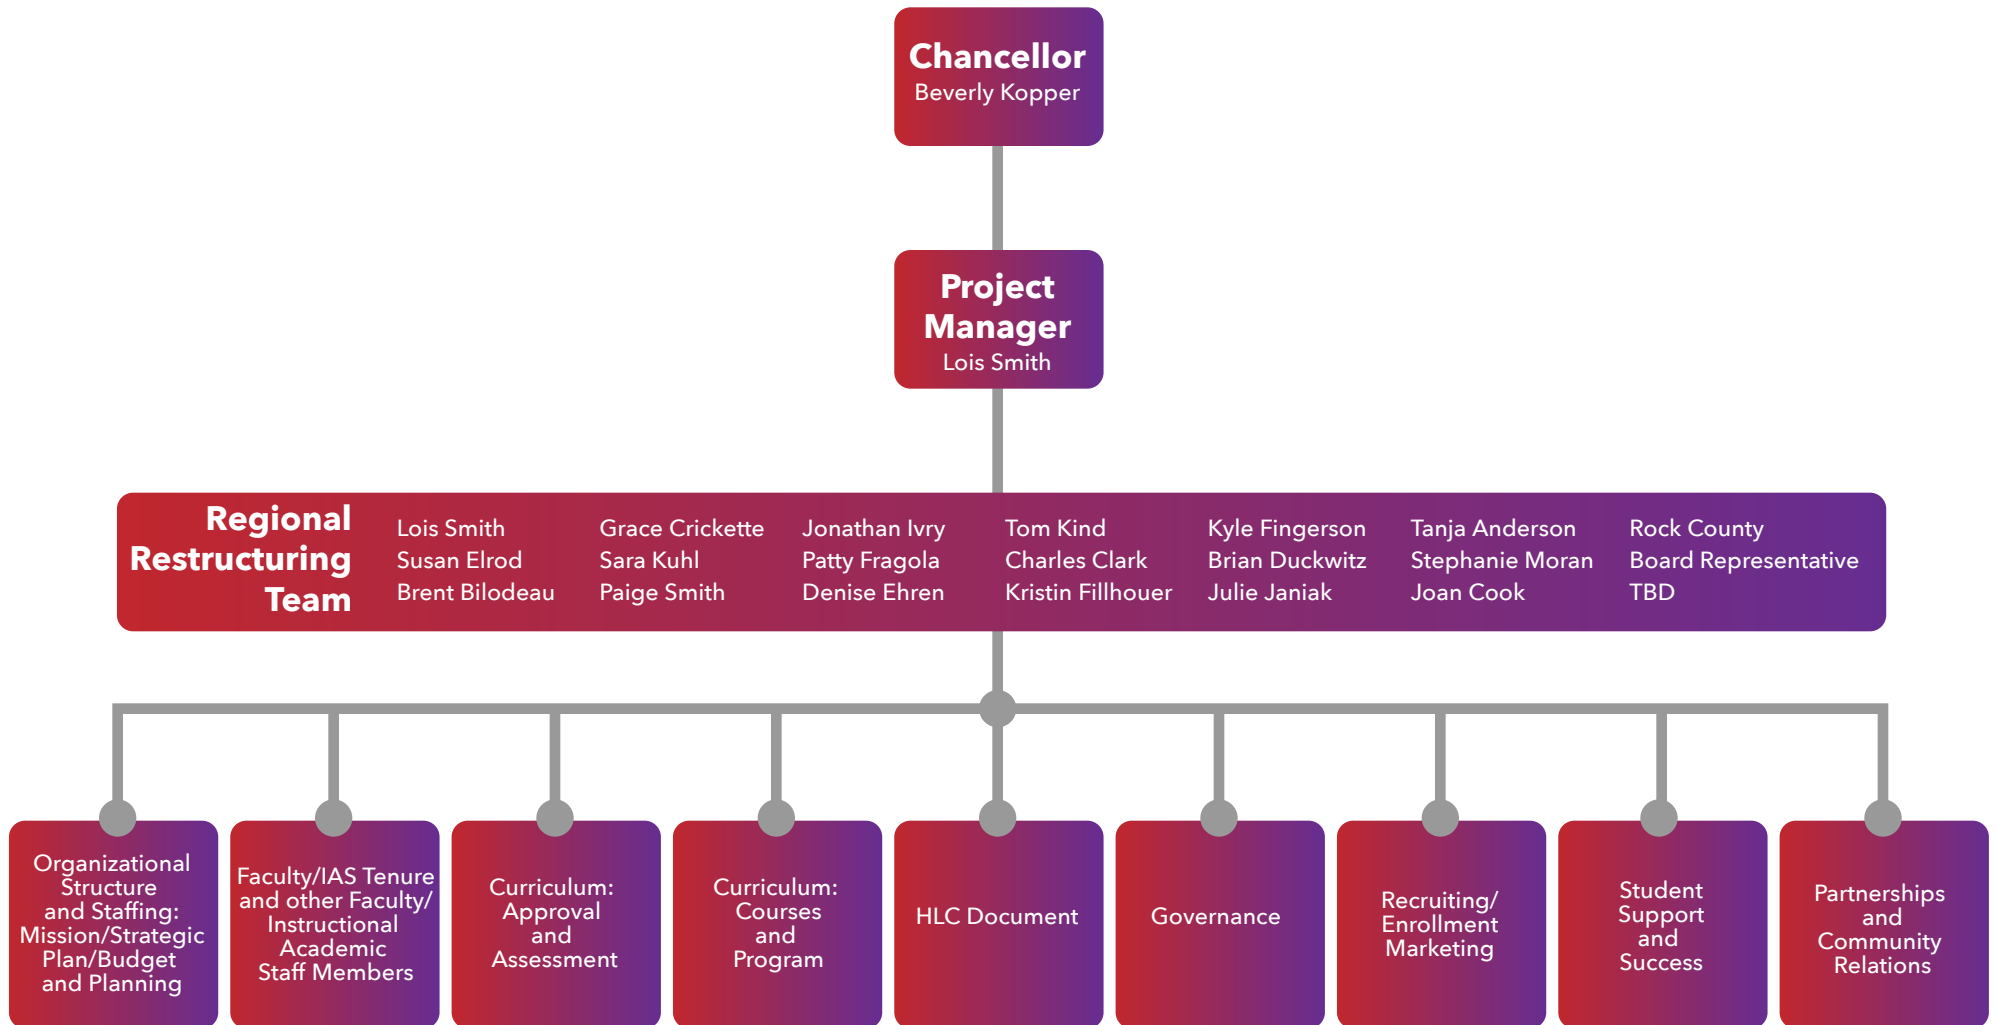 Chancellor
Beverly Kopper
Project
Manager
Lois Smith
Regional
Restructuring
Team
Lois Smith
Susan Elrod
Brent Bilodeau
Grace Crickette
Sara Kuhl
Paige Smith
Jonathan Ivry
Patty Fragola
Denise Ehren
Tom Kind
Charles Clark
Kristin Fillhouer
Kyle Fingerson
Brian Duckwitz
Julie Janiak
Tanja Anderson
Stephanie Moran
Joan Cook
Rock County
Board Representative
TBD
Organizational
Structure
and Staffing:
Mission/Strategic
Plan/Budget
and Planning
Faculty/IAS Tenure
and other Faculty/
Instructional
Academic
Staff Members
Curriculum:
Approval
and
Assessment
Curriculum:
Courses
and
Program
HLC Document
Governance
Recruiting/
Enrollment
Marketing
Student
Support
and
Success
Partnerships
and
Community
Relations